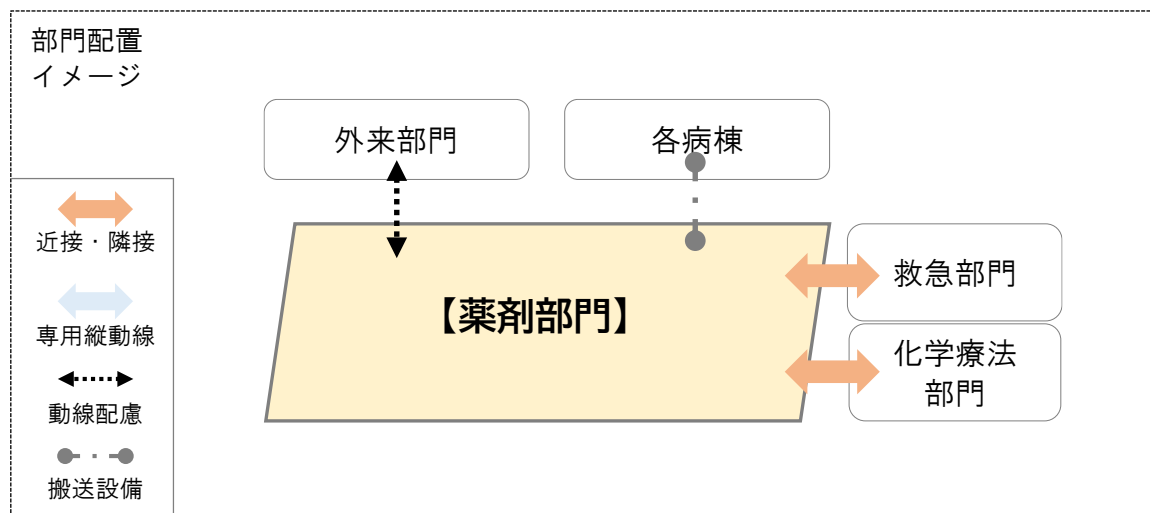 部門配置
イメージ
外来部門
各病棟
近接・隣接
専用縦動線
動線配慮
搬送設備
【薬剤部門】
救急部門
化学療法
部門